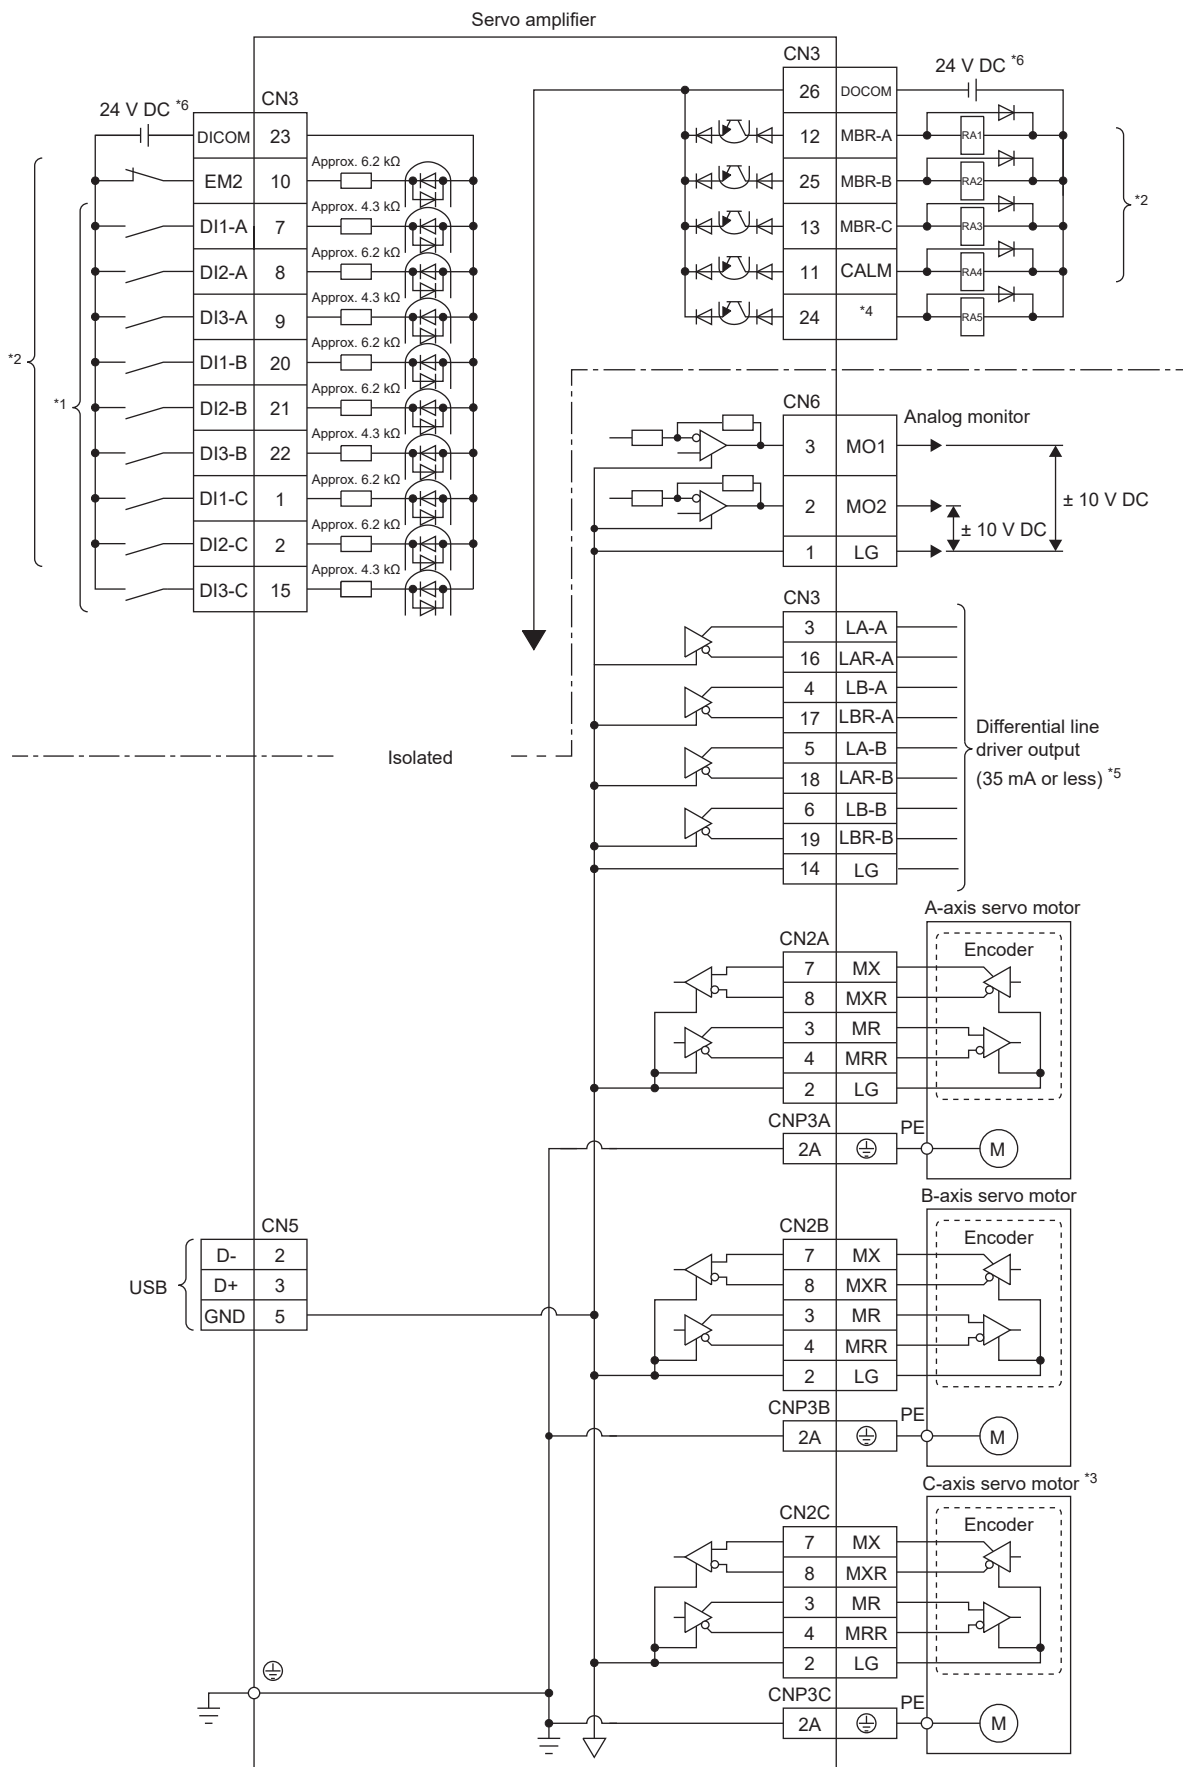 Servo amplifier
24 V DC *6
CN3
DICOM 23
EM2 10 Approx. 6.2 kΩ
DI1-A 7 Approx. 4.3 kΩ
DI2-A 8 Approx. 6.2 kΩ
DI3-A 9 Approx. 4.3 kΩ
DI1-B 20 Approx. 6.2 kΩ
DI2-B 21 Approx. 6.2 kΩ
DI3-B 22 Approx. 4.3 kΩ
DI1-C 1 Approx. 6.2 kΩ
DI2-C 2 Approx. 6.2 kΩ
DI3-C 15 Approx. 4.3 kΩ
*2
*1
CN3
24 V DC *6
26 DOCOM
12 MBR-A RA1
25 MBR-B RA2
13 MBR-C RA3
11 CALM RA4
24 *4 RA5
*2
CN6
Analog monitor
3 MO1
2 MO2
1 LG
± 10 V DC
± 10 V DC
CN3
3 LA-A
16 LAR-A
4 LB-A
17 LBR-A
5 LA-B
18 LAR-B
6 LB-B
19 LBR-B
14 LG
Differential line
driver output
(35 mA or less) *5
Isolated
A-axis servo motor
CN2A
Encoder
7 MX
8 MXR
3 MR
4 MRR
2 LG
CNP3A
2A PE M
B-axis servo motor
CN2B
Encoder
7 MX
8 MXR
3 MR
4 MRR
2 LG
CNP3B
2A PE M
CN5
USB
D- 2
D+ 3
GND 5
C-axis servo motor *3
CN2C
Encoder
7 MX
8 MXR
3 MR
4 MRR
2 LG
CNP3C
2A PE M